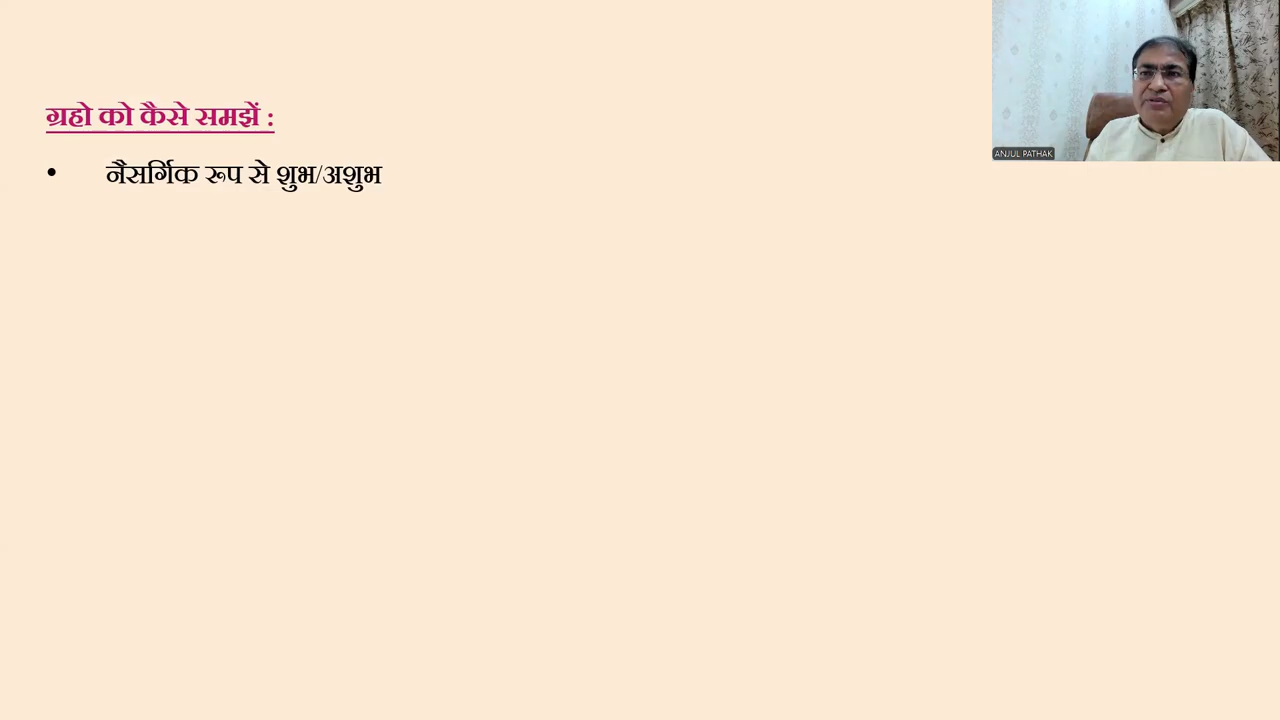 ग्रहो को कैसे समझें :
• नैसर्गिक रूप से शुभ/अशुभ
ANJUL PATHAK